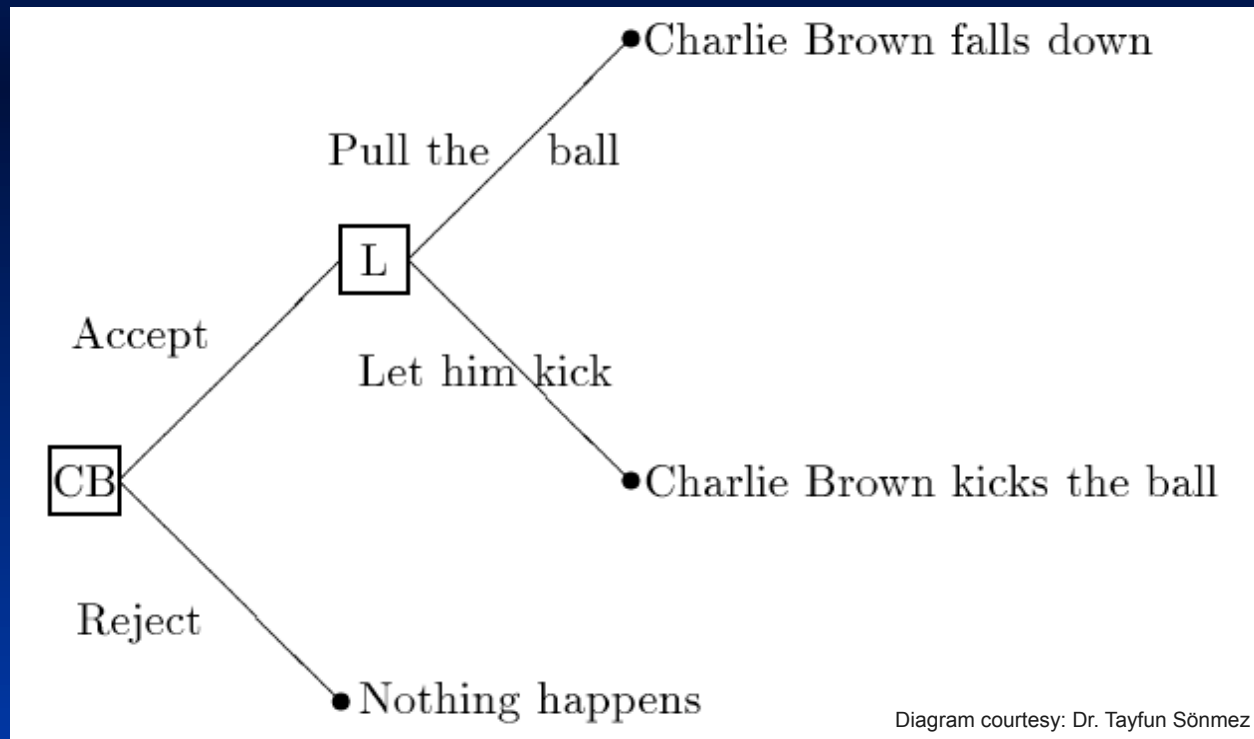 Charlie Brown falls down
Pull the ball
L
Accept
Let him kick
CB
Charlie Brown kicks the ball
Reject
Nothing happens
Diagram courtesy: Dr. Tayfun Sönmez